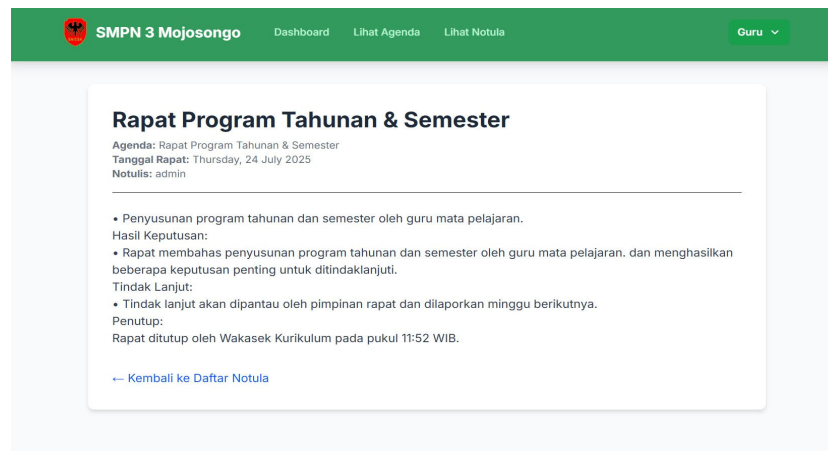 SMPN 3 Mojosongo Dashboard Lihat Agenda Lihat Notula Guru
Rapat Program Tahunan & Semester
Agenda: Rapat Program Tahunan & Semester
Tanggal Rapat: Thursday, 24 July 2025
Notulis: admin
• Penyusunan program tahunan dan semester oleh guru mata pelajaran.
Hasil Keputusan:
• Rapat membahas penyusunan program tahunan dan semester oleh guru mata pelajaran. dan menghasilkan
beberapa keputusan penting untuk ditindaklanjuti.
Tindak Lanjut:
• Tindak lanjut akan dipantau oleh pimpinan rapat dan dilaporkan minggu berikutnya.
Penutup:
Rapat ditutup oleh Wakasek Kurikulum pada pukul 11:52 WIB.
← Kembali ke Daftar Notula